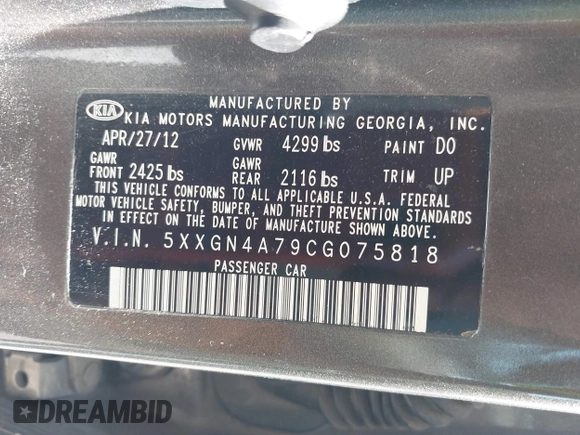 MANUFACTURED BY
KIA KIA MOTORS MANUFACTURING GEORGIA, INC.
APR/27/12 GVWR 4299 lbs PAINT D0
GAWR FRONT 2425 lbs GAWR REAR 2116 lbs TRIM UP
THIS VEHICLE CONFORMS TO ALL APPLICABLE U.S.A. FEDERAL
MOTOR VEHICLE SAFETY, BUMPER, AND THEFT PREVENTION STANDARDS
IN EFFECT ON THE DATE OF MANUFACTURE SHOWN ABOVE.
V.I.N. 5XXGN4A79CG075818
PASSENGER CAR
DREAMBID